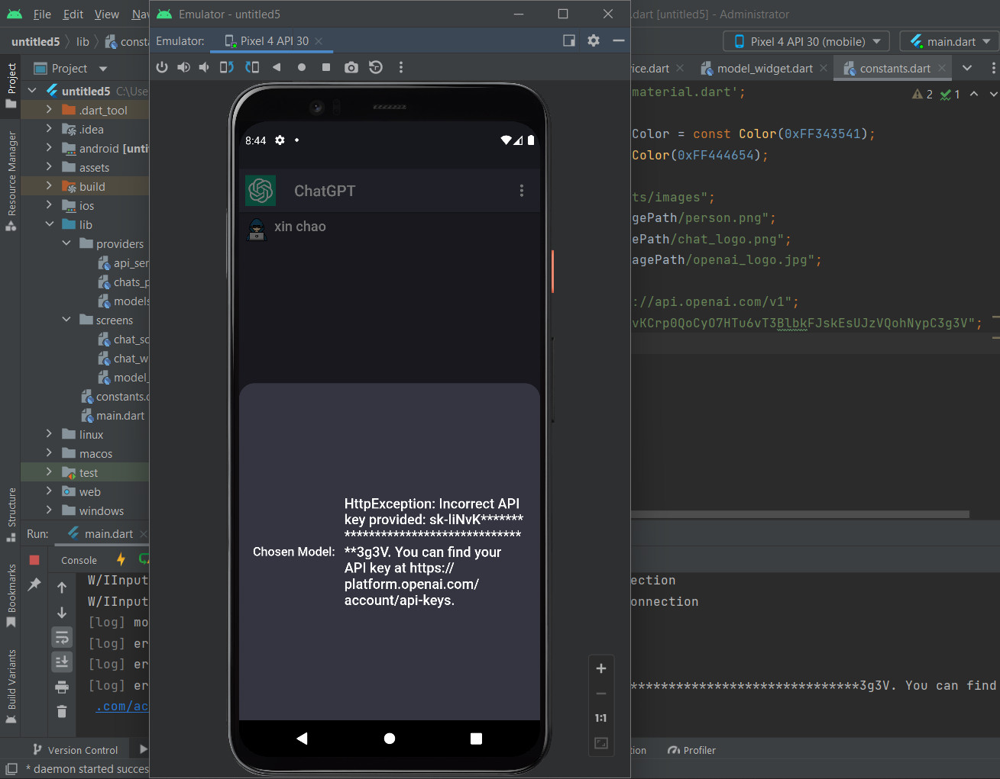 File Edit View Nav
Emulator - untitled5
.dart [untitled5] - Administrator
untitled5 lib consta
Emulator: Pixel 4 API 30
Pixel 4 API 30 (mobile) main.dart
Project
vice.dart model_widget.dart constants.dart
Project
untitled5 C:\Use
.dart_tool
.idea
android [unti
assets
build
ios
lib
providers
api_ser
chats_p
models
screens
chat_sc
chat_w
model_
constants.d
main.dart
linux
macos
test
web
windows
Resource Manager
Structure
Bookmarks
Build Variants
8:44
ChatGPT
xin chao
Chosen Model:
HttpException: Incorrect API
key provided: sk-liNvK*******
*****************************
**3g3V. You can find your
API key at https://
platform.openai.com/
account/api-keys.
1:1
material.dart';
2 1
Color = const Color(0xFF343541);
Color(0xFF444654);
ts/images";
gePath/person.png";
ePath/chat_logo.png";
agePath/openai_logo.jpg";
://api.openai.com/v1";
vKCrp0QoCyO7HTu6vT3BlbkFJskEsUJzVQohNypC3g3V";
Run: main.dart
Console
W/IInput
ection
W/IInput
onnection
[log] mo
[log] er
[log] er
[log] er
******************************3g3V. You can find
.com/ac
Version Control
tion Profiler
* daemon started succes